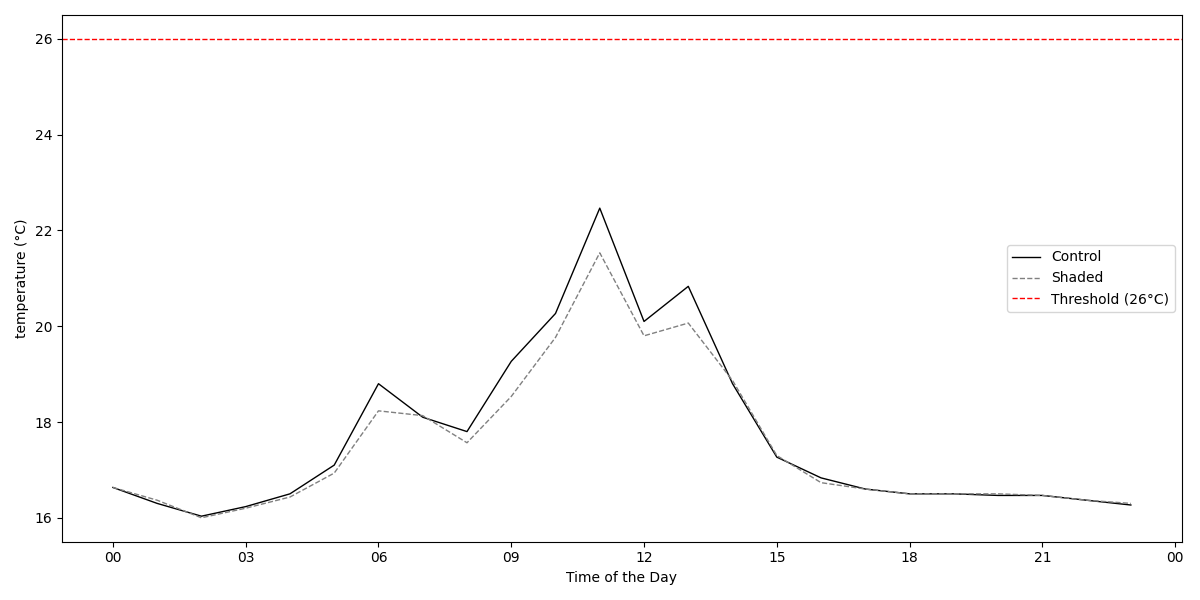 26
24
22
20
18
16
temperature (°C)
Control
Shaded
Threshold (26°C)
00 03 06 09 12 15 18 21 00
Time of the Day